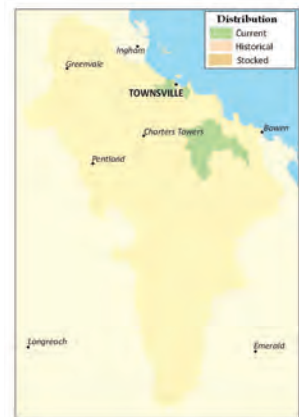 Distribution
Current
Historical
Stocked
Ingham
Greenvale
TOWNSVILLE
Charters Towers
Bowen
Pentland
Longreach
Emerald